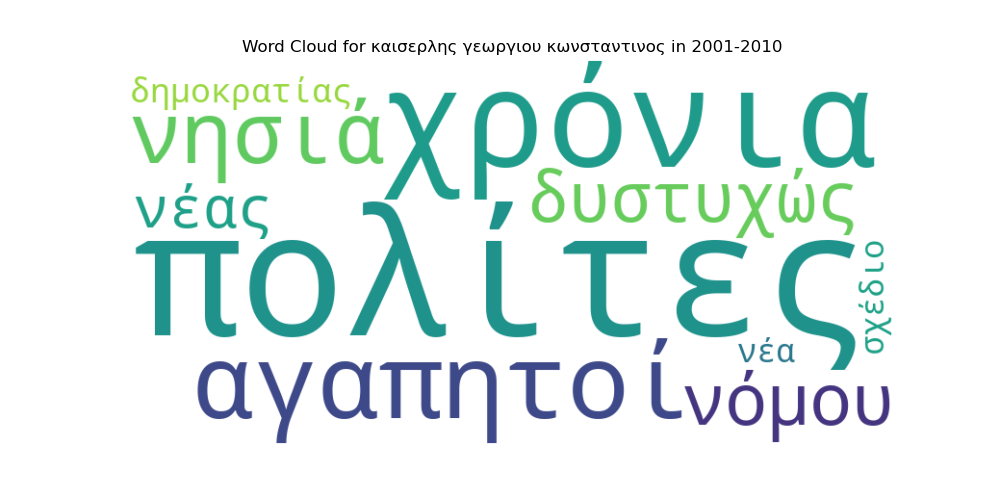 Word Cloud for καισερλης γεωργιου κωνσταντινος in 2001-2010
δημοκρατίας
νησιά
χρόνια
νέας
δυστυχώς
πολίτες
σχέδιο
νέα
αγαπητοί
νόμου